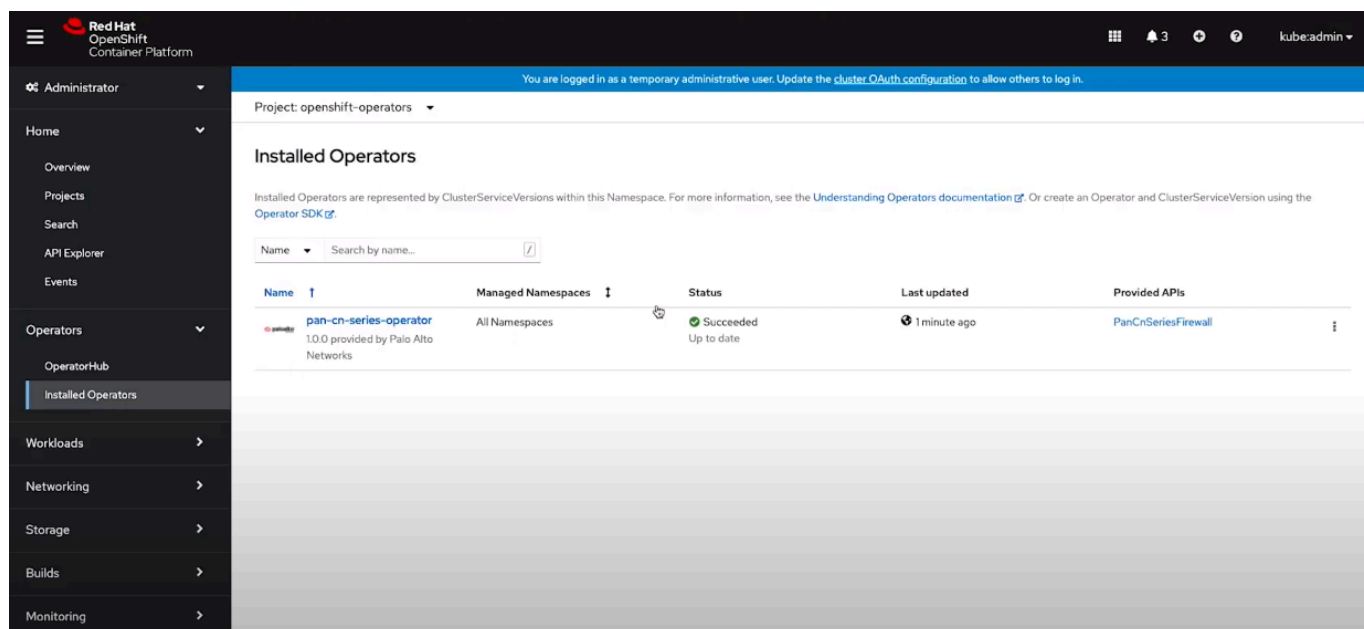 Red Hat
OpenShift
Container Platform
3
kube:admin
Administrator
You are logged in as a temporary administrative user. Update the cluster OAuth configuration to allow others to log in.
Project: openshift-operators
Home
Overview
Projects
Search
API Explorer
Events
Operators
OperatorHub
Installed Operators
Workloads
Networking
Storage
Builds
Monitoring
Installed Operators
Installed Operators are represented by ClusterServiceVersions within this Namespace. For more information, see the Understanding Operators documentation. Or create an Operator and ClusterServiceVersion using the
Operator SDK.
Name Search by name... /
Name Managed Namespaces Status Last updated Provided APIs
paloalto pan-cn-series-operator All Namespaces Succeeded 1 minute ago PanCnSeriesFirewall
1.0.0 provided by Palo Alto Up to date
Networks